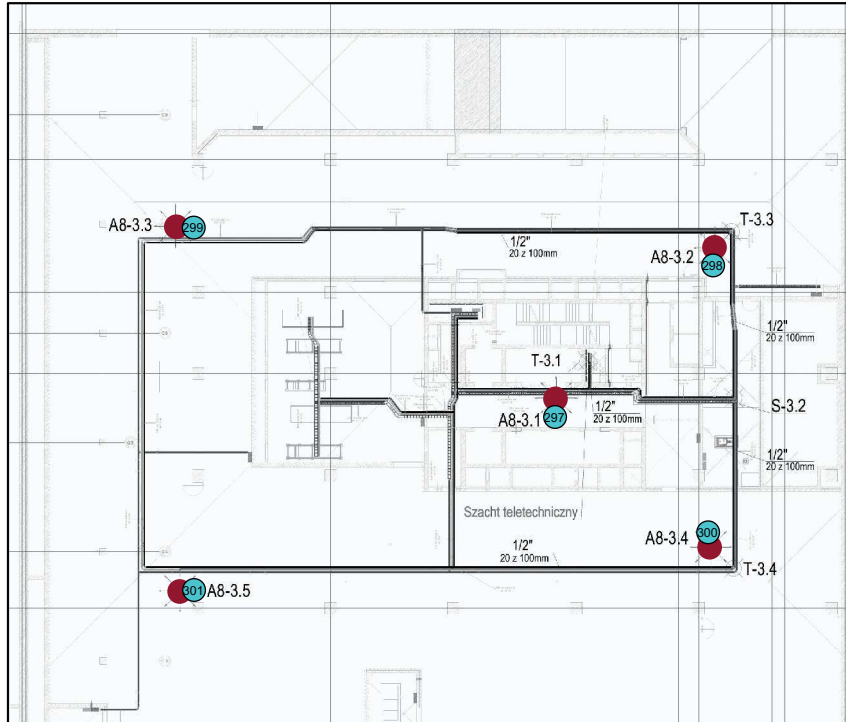 A8-3.3
299
T-3.3
1/2"
20 z 100mm
A8-3.2
298
1/2"
20 z 100mm
T-3.1
A8-3.1
297
1/2"
20 z 100mm
S-3.2
1/2"
20 z 100mm
Szacht teletechniczny
300
A8-3.4
1/2"
20 z 100mm
T-3.4
301
A8-3.5